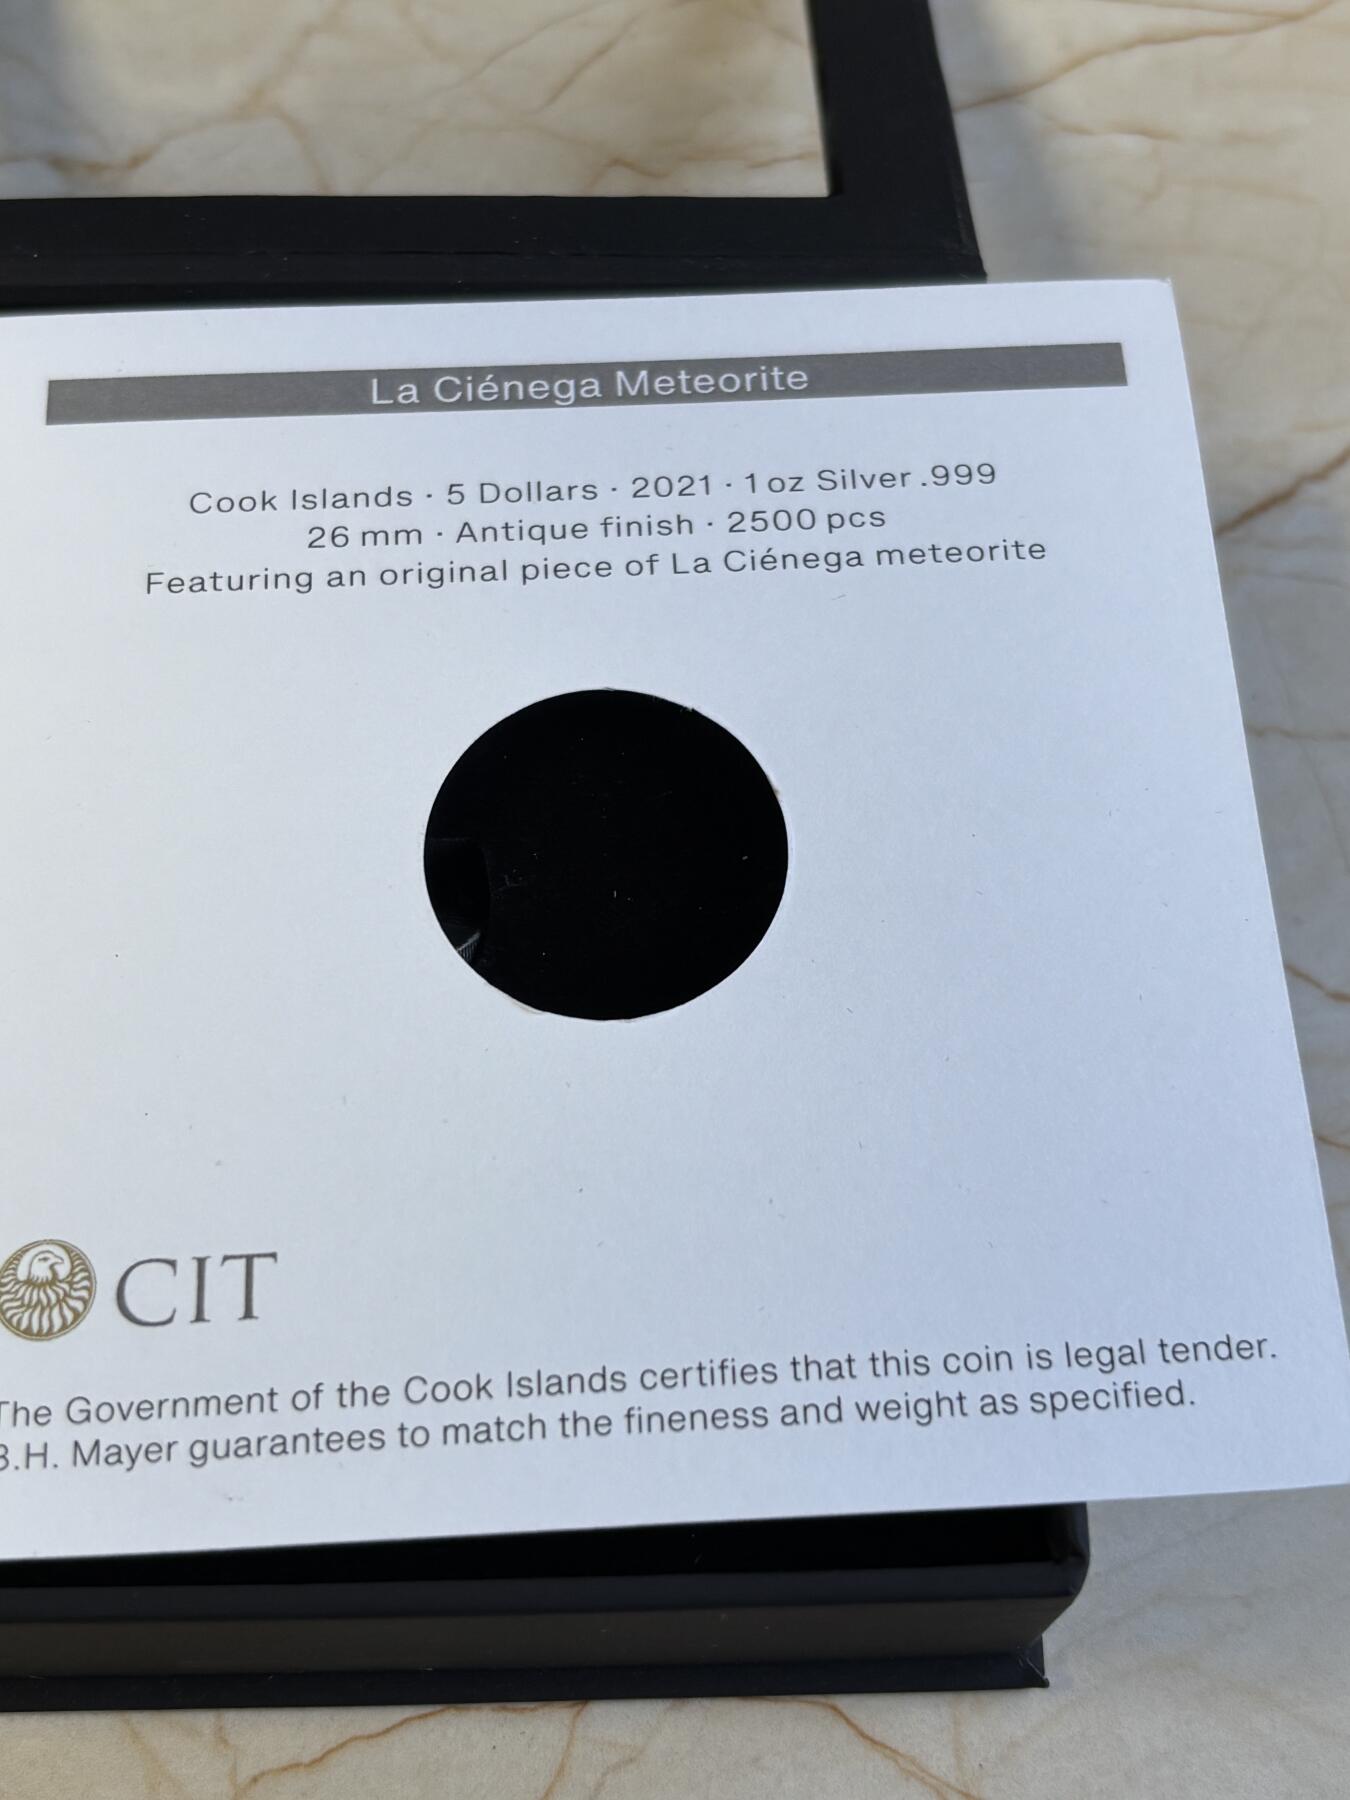 La Ciénega Meteorite
Cook Islands · 5 Dollars · 2021 · 1 oz Silver .999
26 mm · Antique finish · 2500 pcs
Featuring an original piece of La Ciénega meteorite
CIT
The Government of the Cook Islands certifies that this coin is legal tender.
B.H. Mayer guarantees to match the fineness and weight as specified.